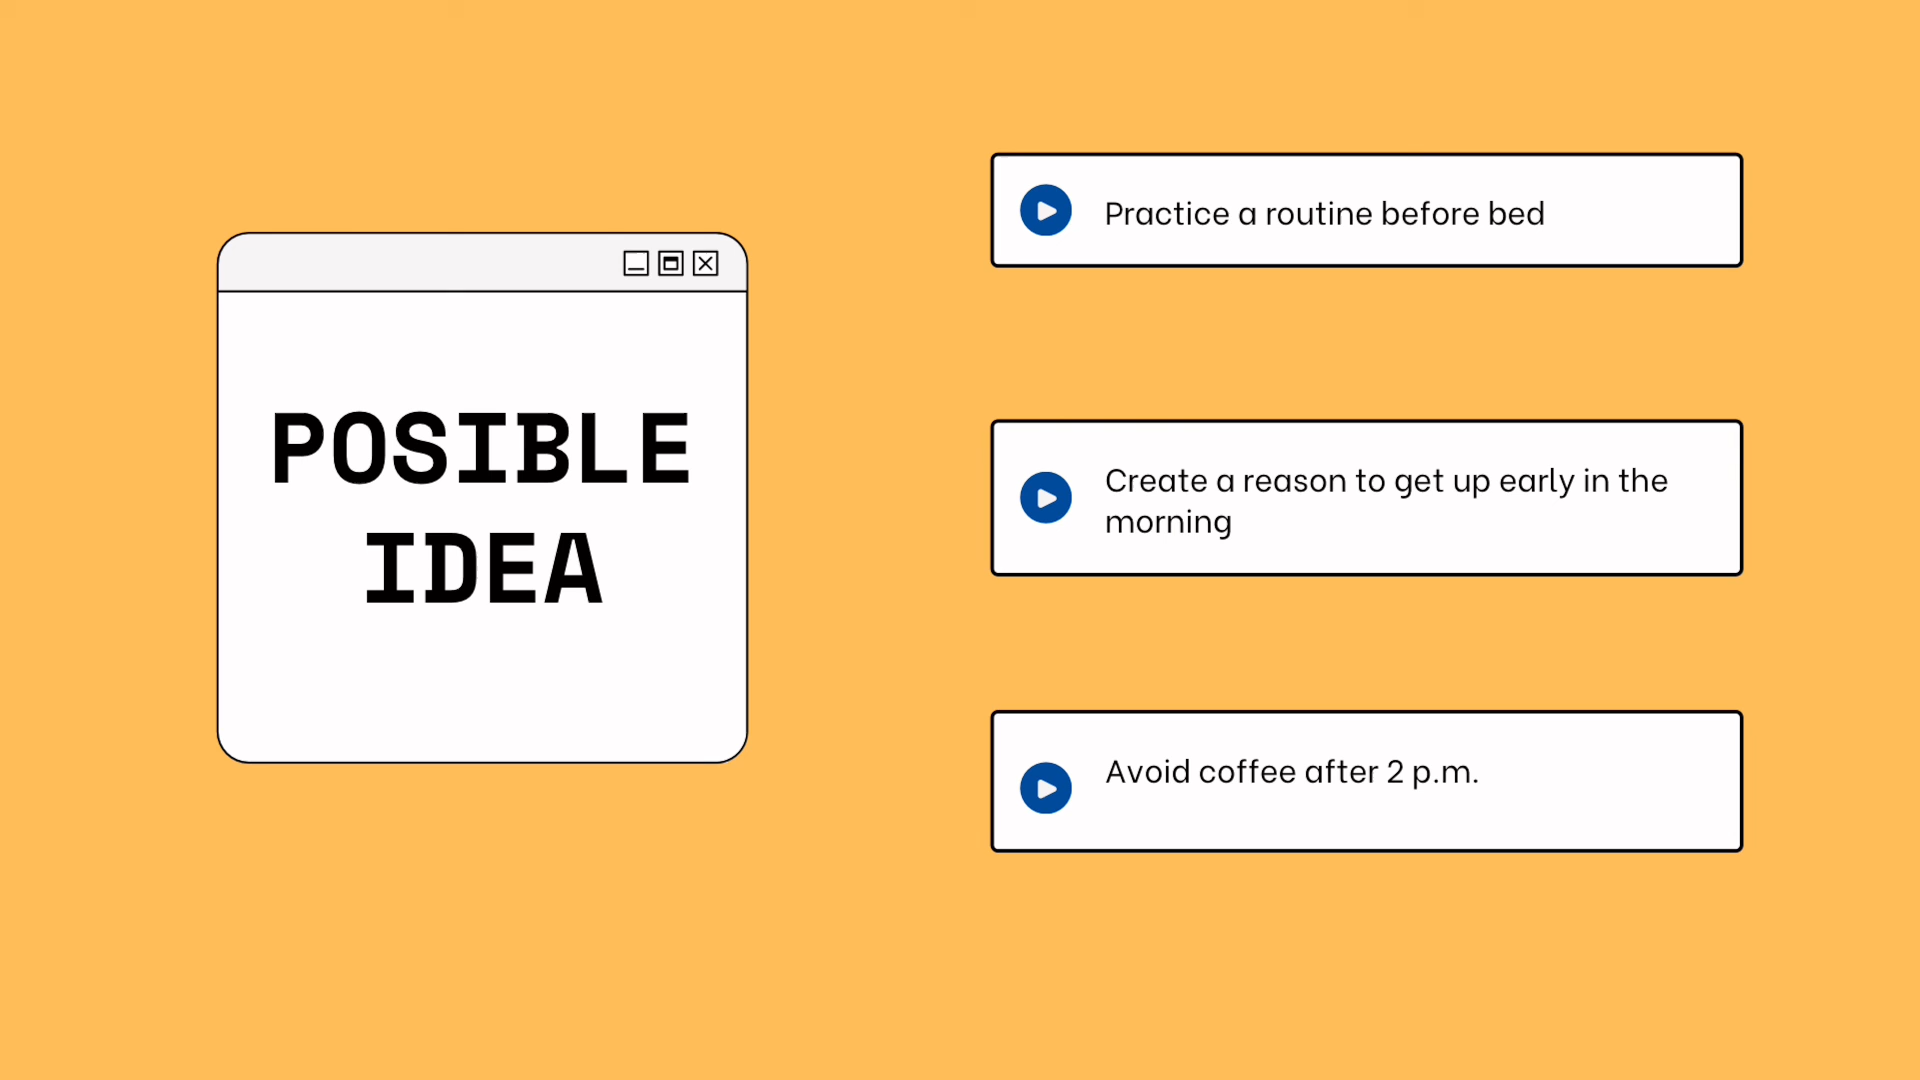 POSIBLE
IDEA
Practice a routine before bed
Create a reason to get up early in the
morning
Avoid coffee after 2 p.m.